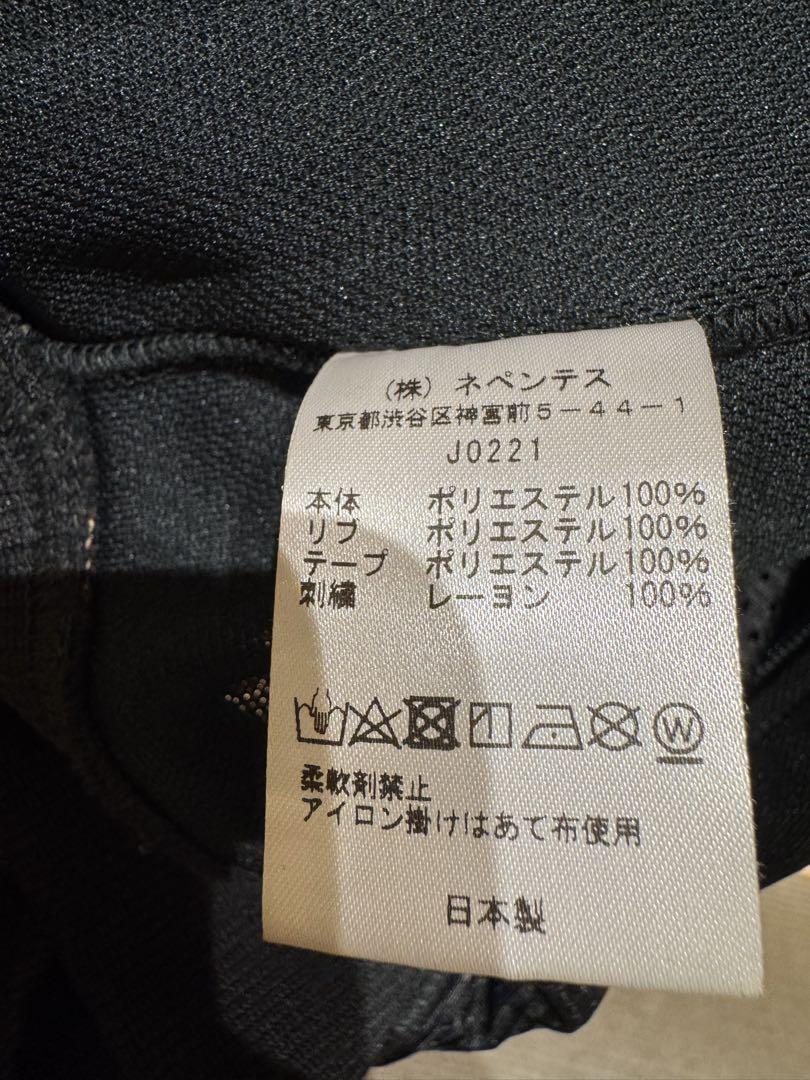 (株) ネペンテス
東京都渋谷区神宮前5-44-1
J0221
本体 ポリエステル100%
リブ ポリエステル100%
テープ ポリエステル100%
刺繍 レーヨン 100%
W
柔軟剤禁止
アイロン掛けはあて布使用
日本製